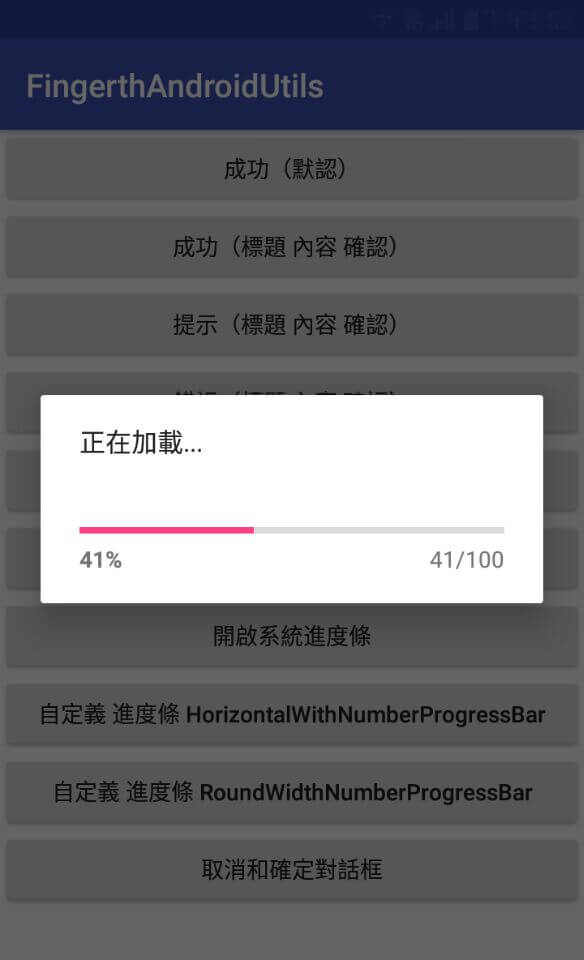 FingerthAndroidUtils
成功（默認）
成功（標題 內容 確認）
提示（標題 內容 確認）
正在加載...
41%
41/100
開啟系統進度條
自定義 進度條 HorizontalWithNumberProgressBar
自定義 進度條 RoundWidthNumberProgressBar
取消和確定對話框